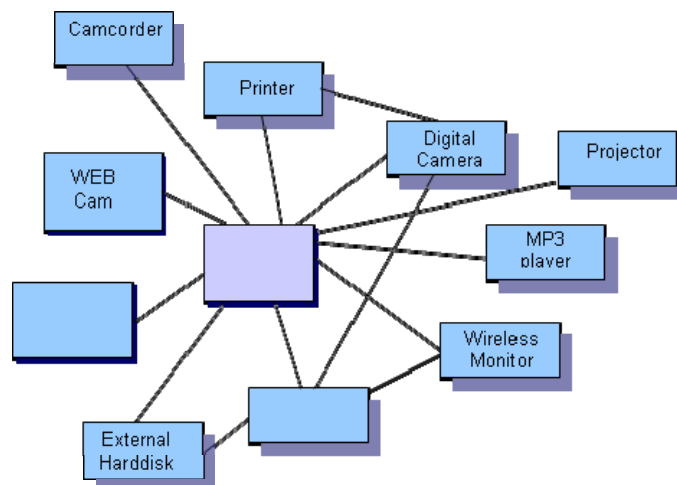 Camcorder
Printer
Digital
Camera
Projector
WEB
Cam
MP3
player
Wireless
Monitor
External
Harddisk